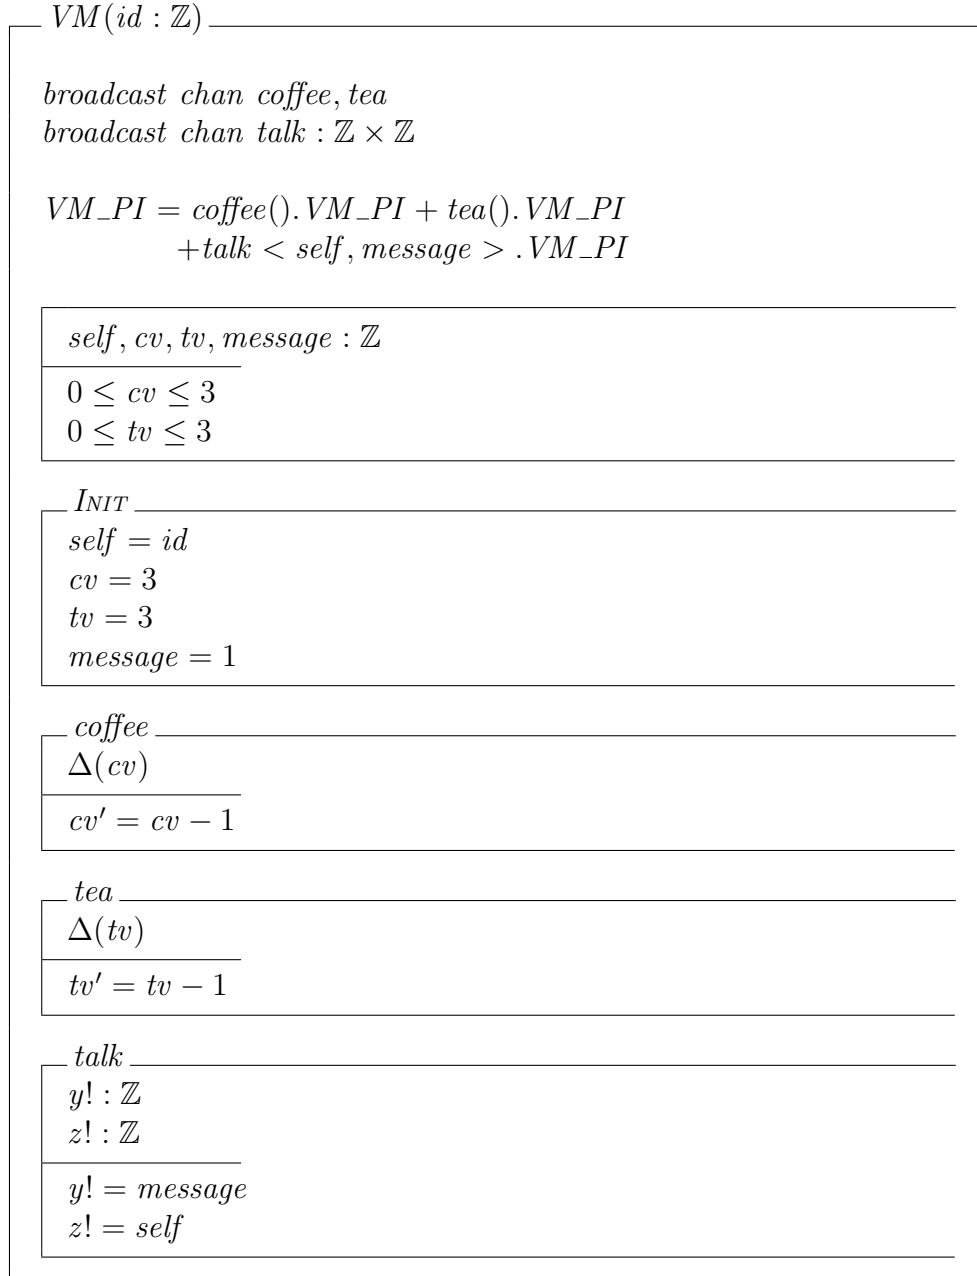 VM(id : ℤ)
broadcast chan coffee, tea
broadcast chan talk : ℤ × ℤ
VM_PI = coffee().VM_PI + tea().VM_PI
+talk < self, message > .VM_PI
self, cv, tv, message : ℤ
0 ≤ cv ≤ 3
0 ≤ tv ≤ 3
INIT
self = id
cv = 3
tv = 3
message = 1
coffee
Δ(cv)
cv′ = cv − 1
tea
Δ(tv)
tv′ = tv − 1
talk
y! : ℤ
z! : ℤ
y! = message
z! = self